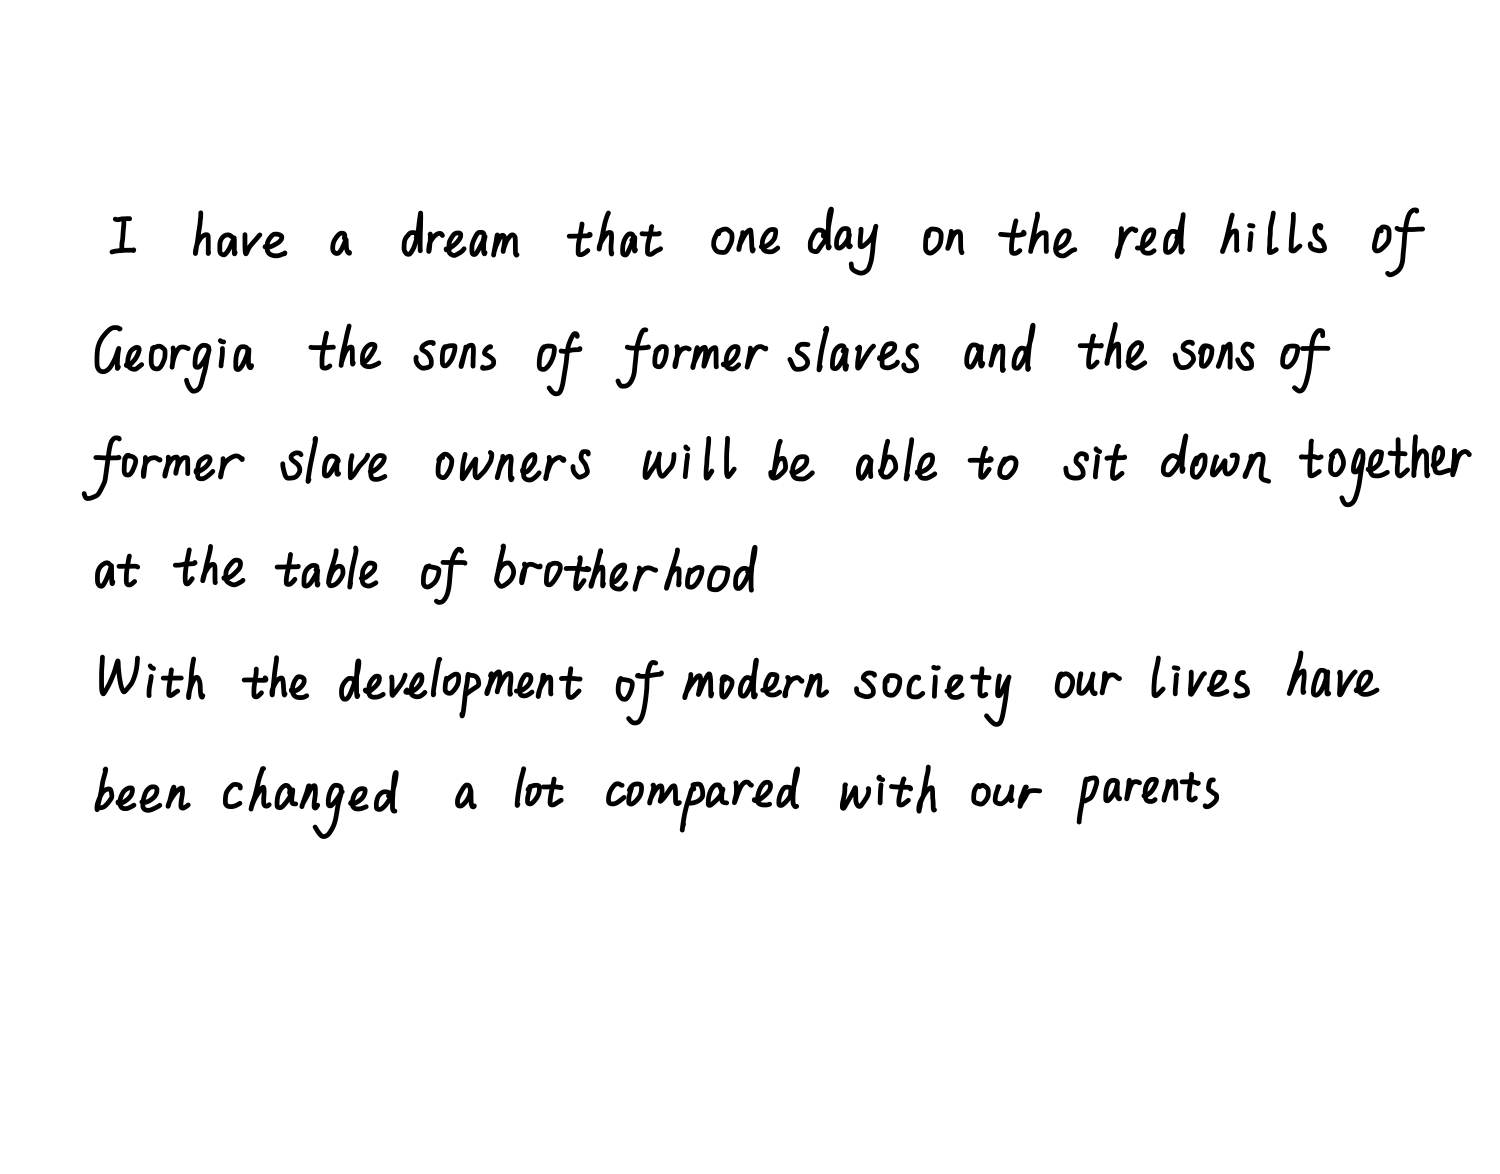 I have a dream that one day on the red hills of
Georgia the sons of former slaves and the sons of
former slave owners will be able to sit down together
at the table of brotherhood
With the development of modern society our lives have
been changed a lot compared with our parents